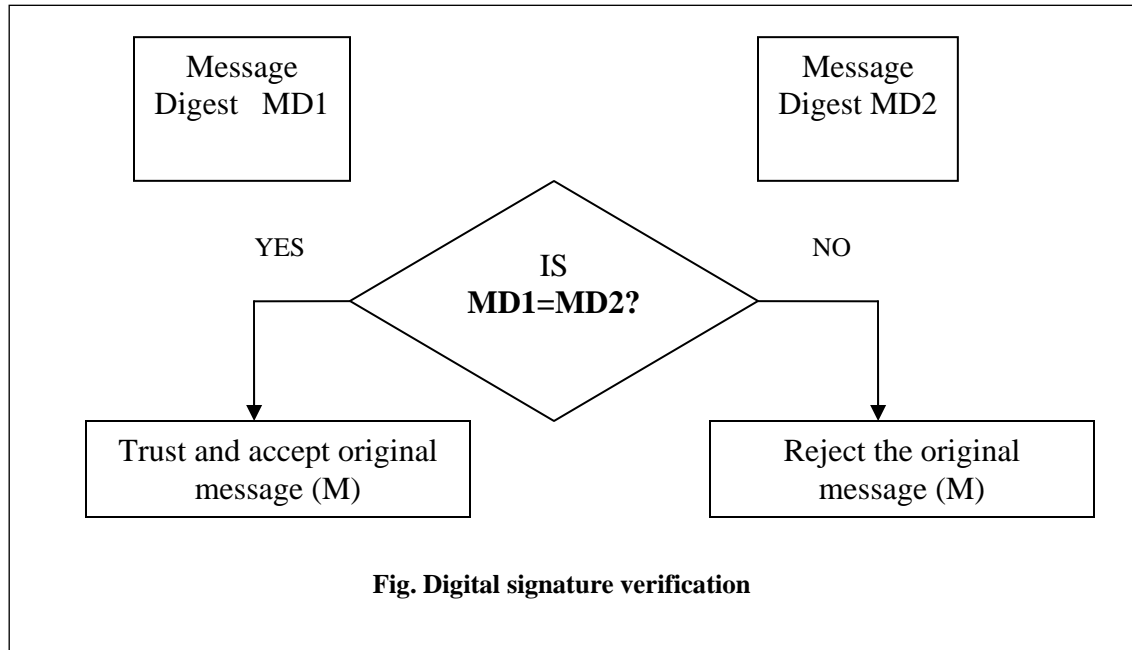 Message
Digest MD1
Message
Digest MD2
YES
NO
IS
MD1=MD2?
Trust and accept original
message (M)
Reject the original
message (M)
Fig. Digital signature verification